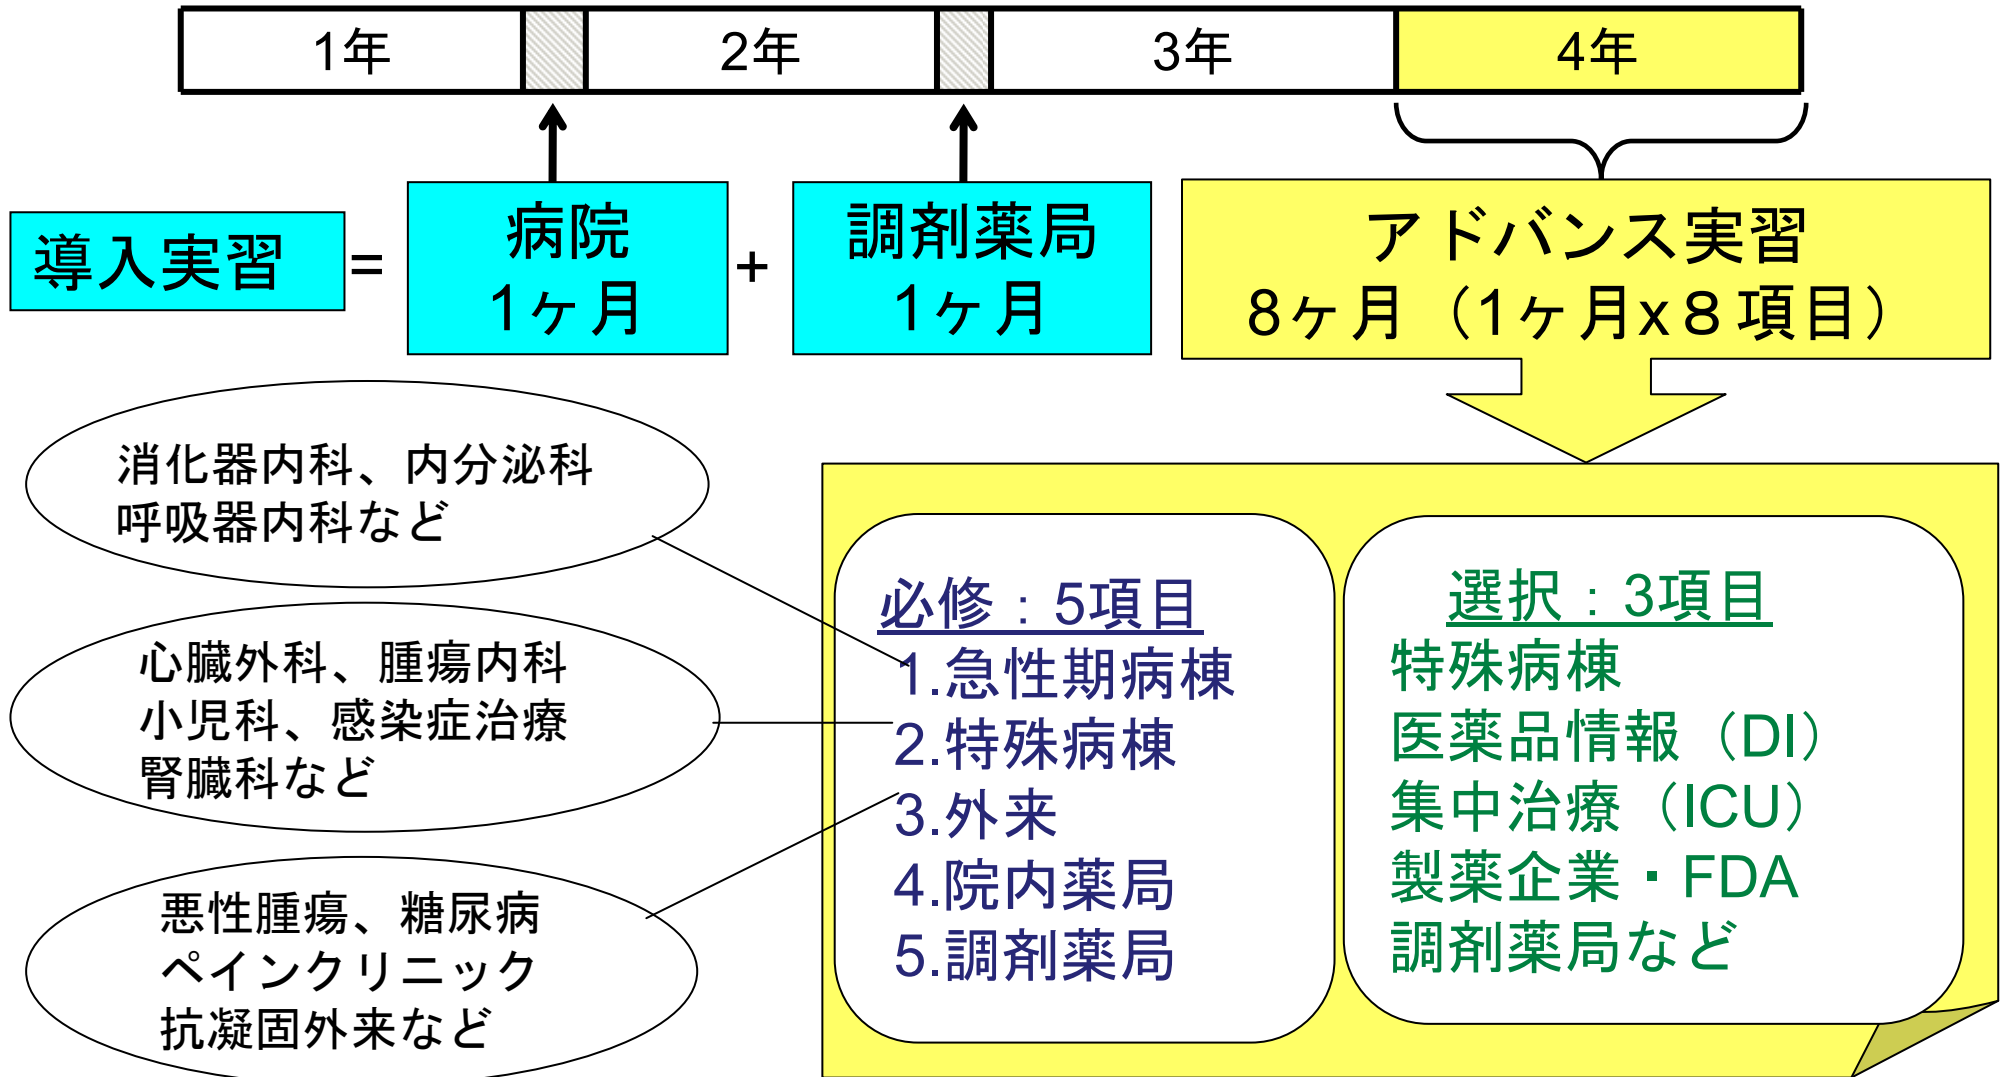 1年
2年
3年
4年
導入実習
=
病院
1ヶ月
+
調剤薬局
1ヶ月
アドバンス実習
8ヶ月（1ヶ月x８項目）
消化器内科、内分泌科
呼吸器内科など
心臓外科、腫瘍内科
小児科、感染症治療
腎臓科など
悪性腫瘍、糖尿病
ペインクリニック
抗凝固外来など
必修：5項目
1.急性期病棟
2.特殊病棟
3.外来
4.院内薬局
5.調剤薬局
選択：3項目
特殊病棟
医薬品情報（DI）
集中治療（ICU）
製薬企業・FDA
調剤薬局など